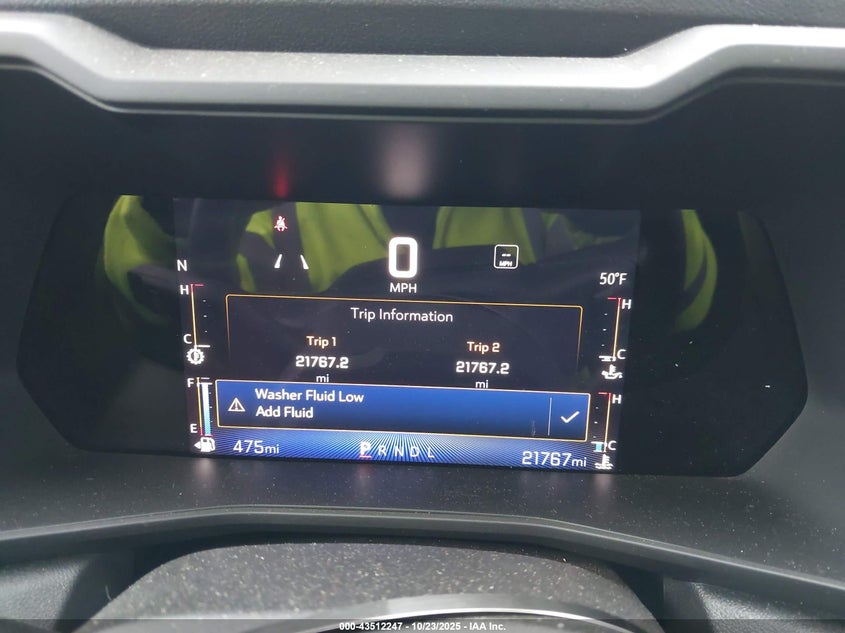 0
MPH
N
-- MPH
50°F
H
H
Trip Information
Trip 1
Trip 2
21767.2
21767.2
mi
mi
C
C
F
Washer Fluid Low
Add Fluid
H
E
C
475mi
PRNDL
21767mi
000-43512247 - 10/23/2025 - IAA Inc.